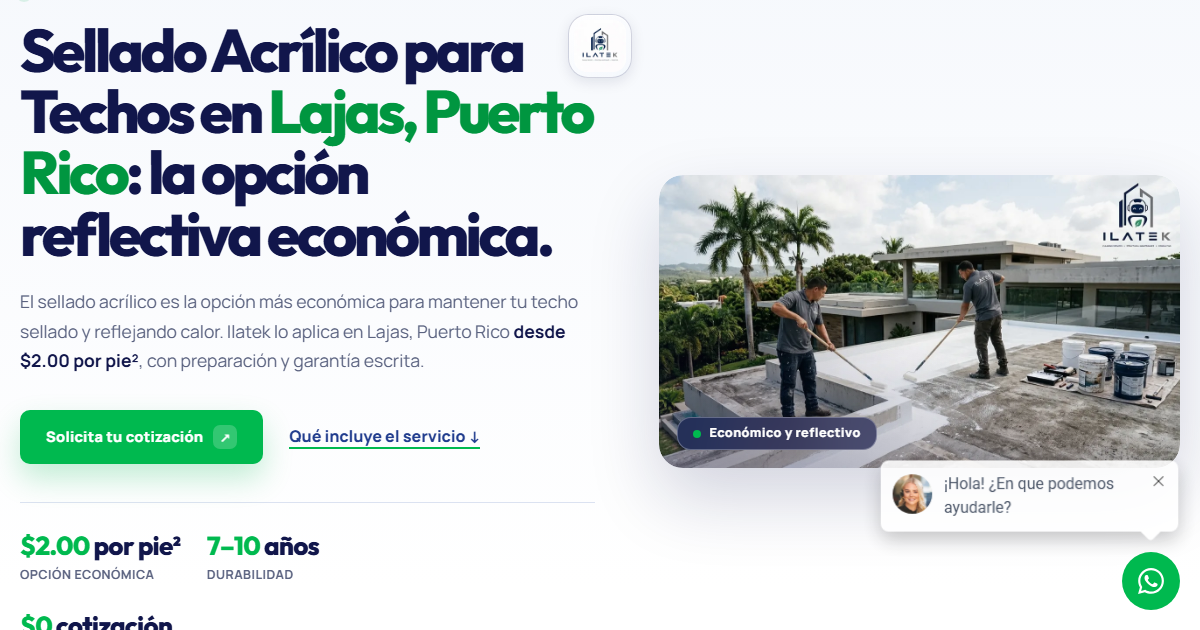 Sellado Acrílico para
Techos en Lajas, Puerto
Rico: la opción
reflectiva económica.
ILATEK
El sellado acrílico es la opción más económica para mantener tu techo
sellado y reflejando calor. Ilatek lo aplica en Lajas, Puerto Rico desde
$2.00 por pie², con preparación y garantía escrita.
Solicita tu cotización ↗
Qué incluye el servicio ↓
$2.00 por pie²
OPCIÓN ECONÓMICA
7–10 años
DURABILIDAD
$0 cotización
ILATEK
Económico y reflectivo
¡Hola! ¿En que podemos
ayudarle?